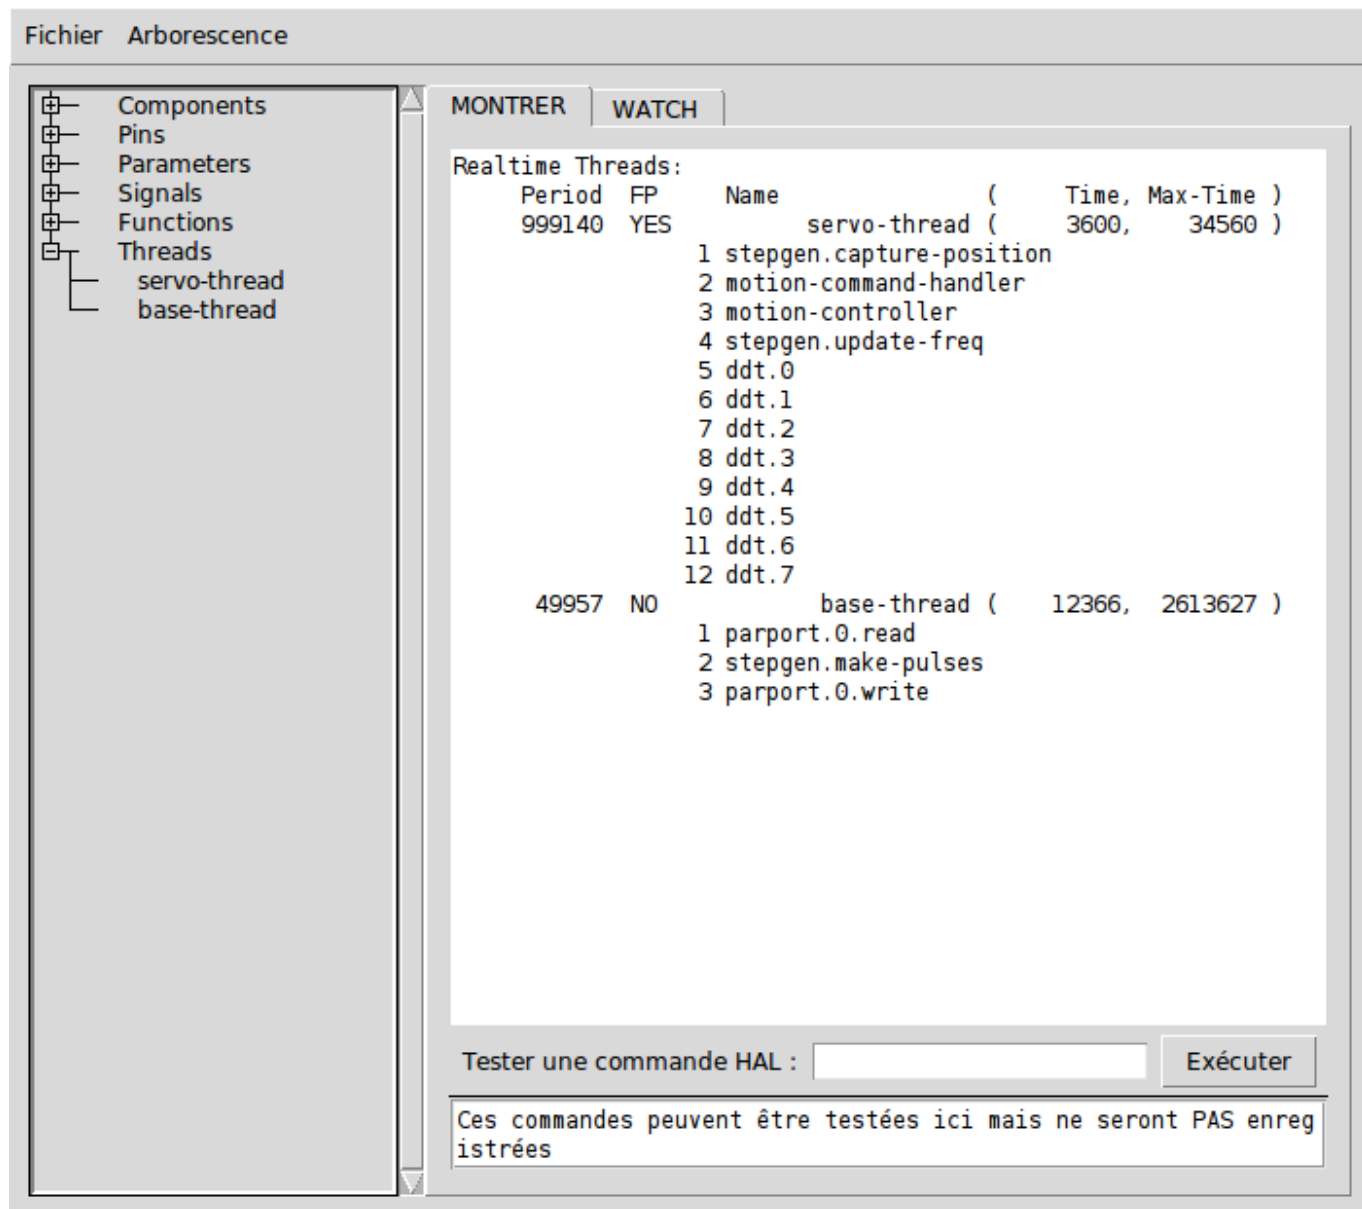 Fichier Arborescence
Components
Pins
Parameters
Signals
Functions
Threads
servo-thread
base-thread
MONTRER WATCH
Realtime Threads:
Period FP Name ( Time, Max-Time )
999140 YES servo-thread ( 3600, 34560 )
1 stepgen.capture-position
2 motion-command-handler
3 motion-controller
4 stepgen.update-freq
5 ddt.0
6 ddt.1
7 ddt.2
8 ddt.3
9 ddt.4
10 ddt.5
11 ddt.6
12 ddt.7
49957 NO base-thread ( 12366, 2613627 )
1 parport.0.read
2 stepgen.make-pulses
3 parport.0.write
Tester une commande HAL : Exécuter
Ces commandes peuvent être testées ici mais ne seront PAS enreg
istrées